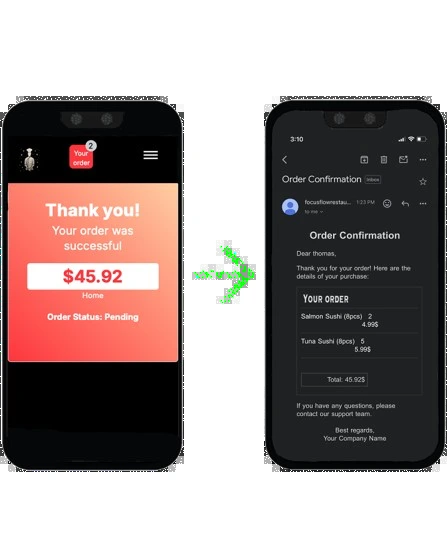 2
Your
order
Thank you!
Your order was
successful
$45.92
Home
Order Status: Pending
3:10
Order Confirmation Inbox
focusflowrestau... 1:23 PM
to me
Order Confirmation
Dear thomas,
Thank you for your order! Here are the
details of your purchase:
YOUR ORDER
Salmon Sushi (8pcs) 2
4.99$
Tuna Sushi (8pcs) 5
5.99$
Total: 45.92$
If you have any questions, please
contact our support team.
Best regards,
Your Company Name